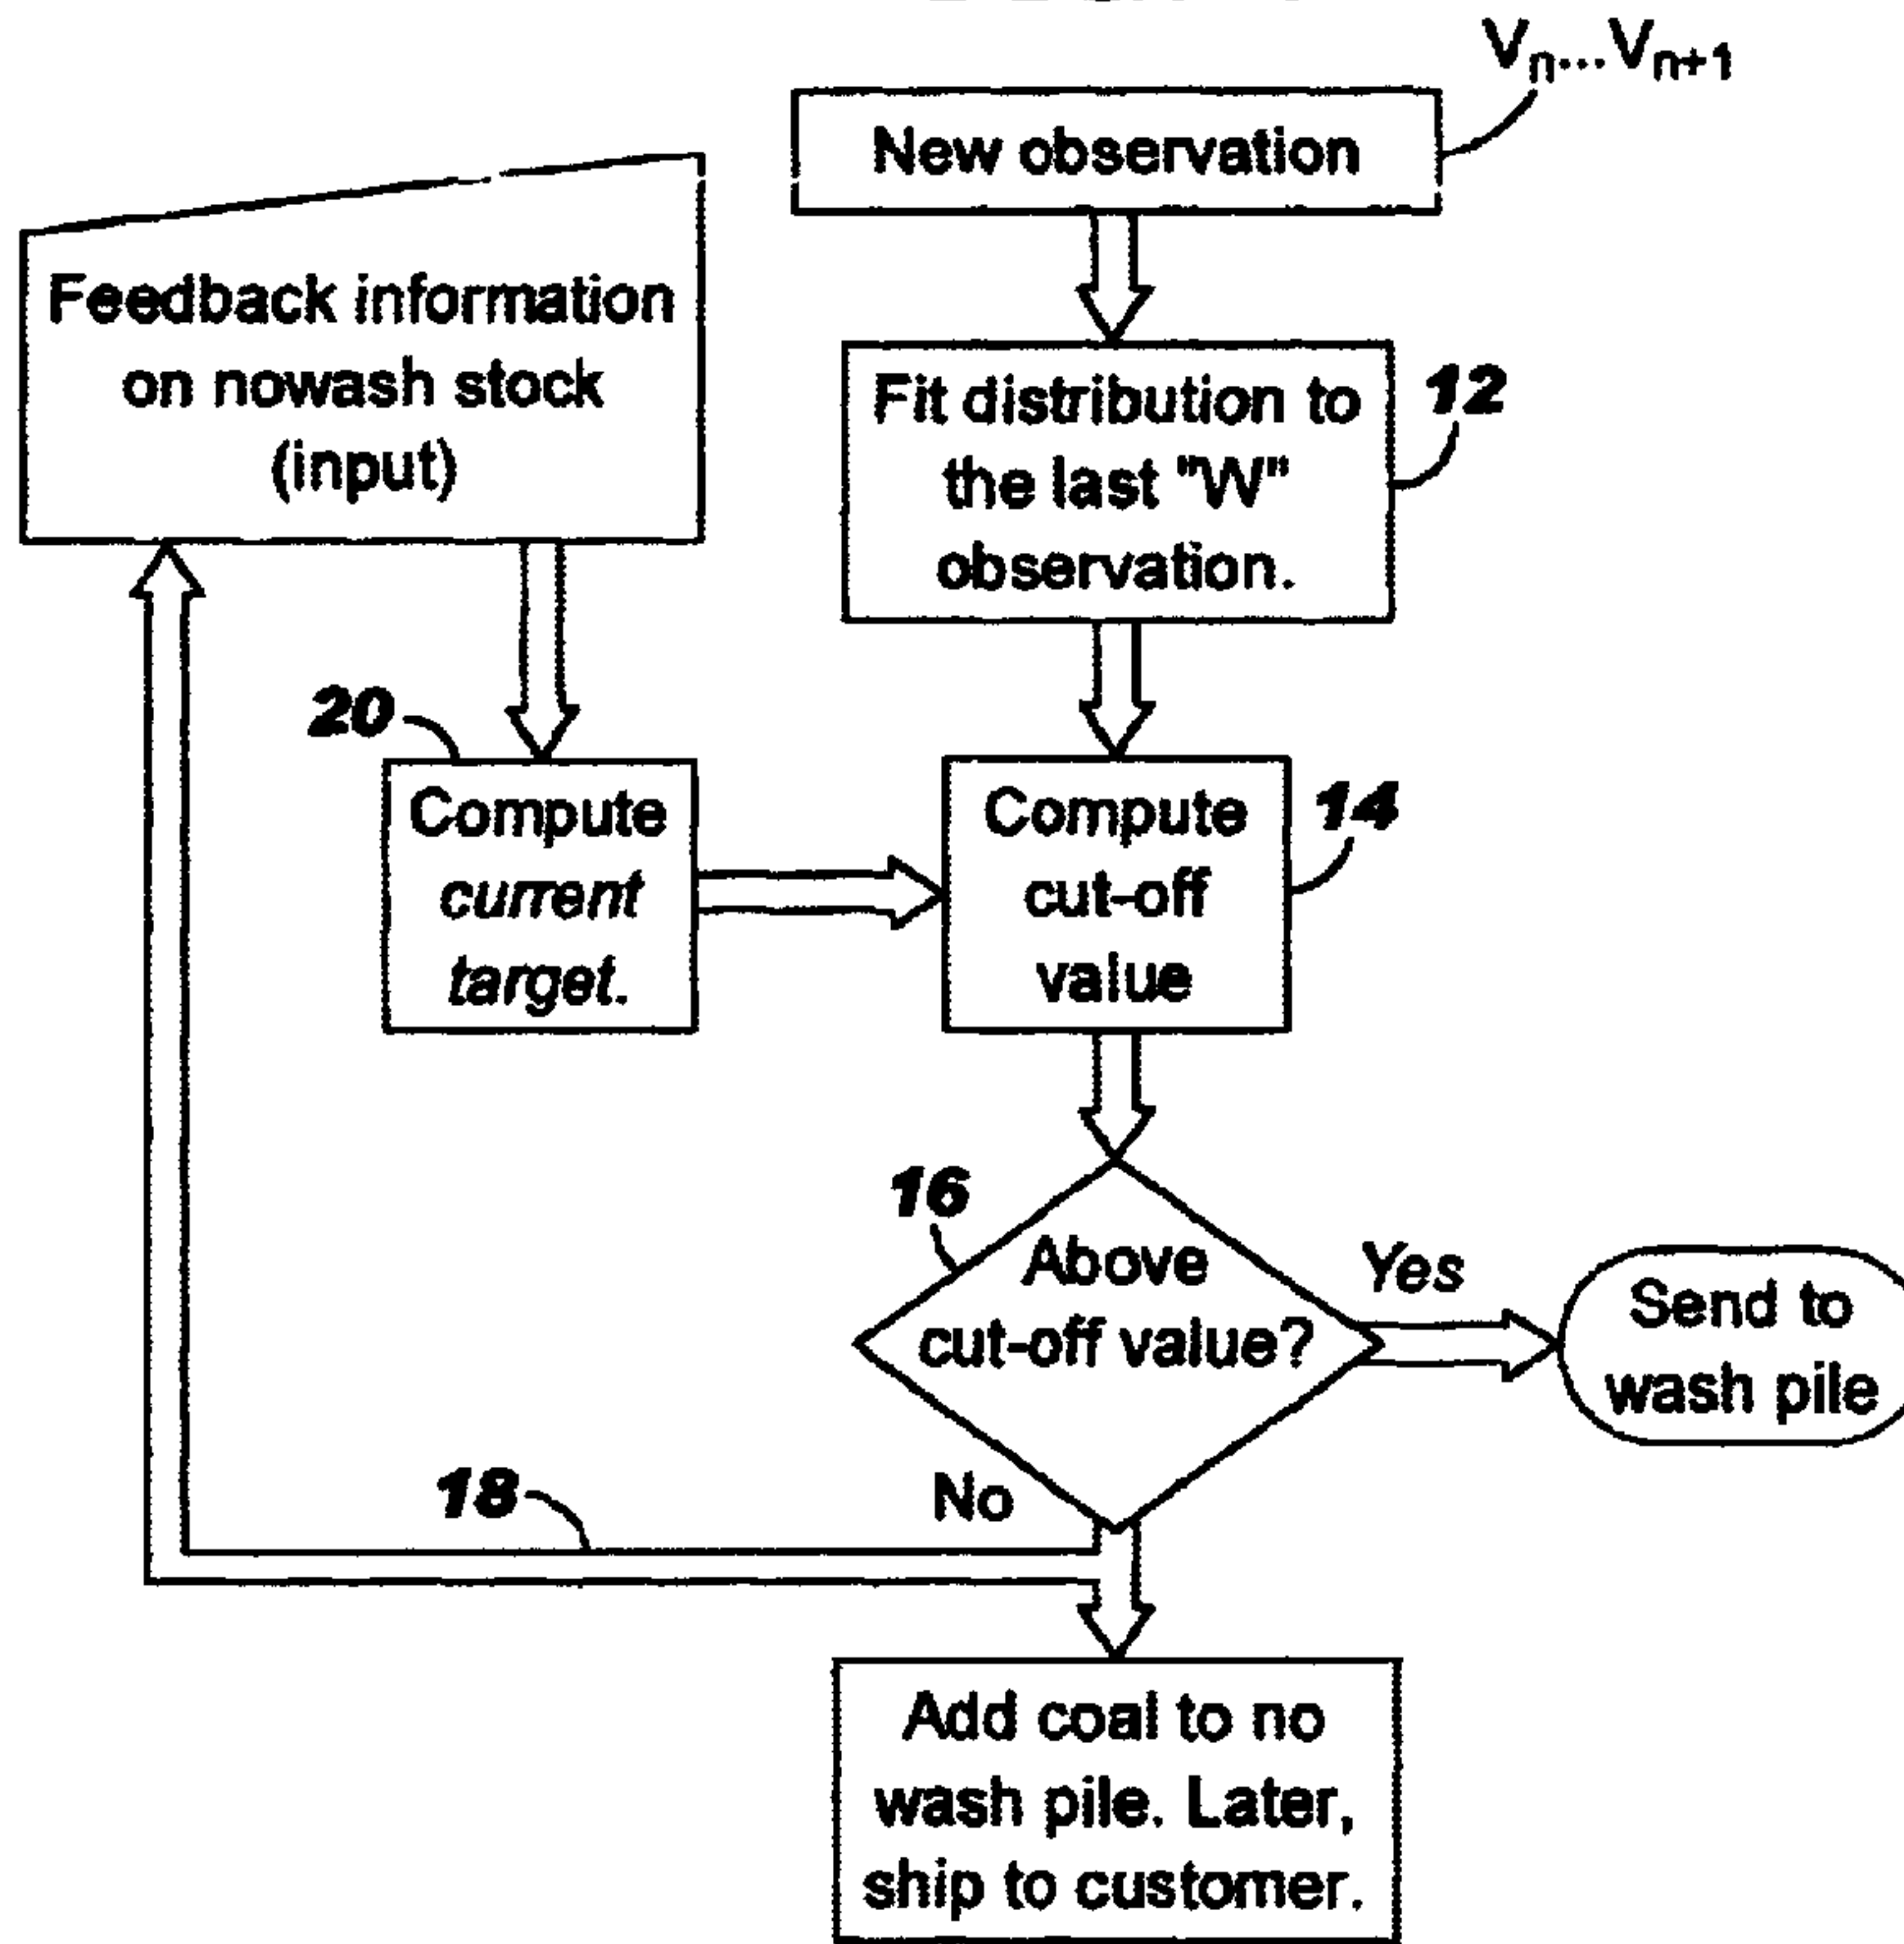 Vn...Vn+1
New observation
Feedback information
on nowash stock
(input)
Fit distribution to
the last "W"
observation.
12
20
Compute
current
target.
Compute
cut-off
value
14
16
Above
cut-off value?
Yes
Send to
wash pile
No
18
Add coal to no
wash pile. Later,
ship to customer.